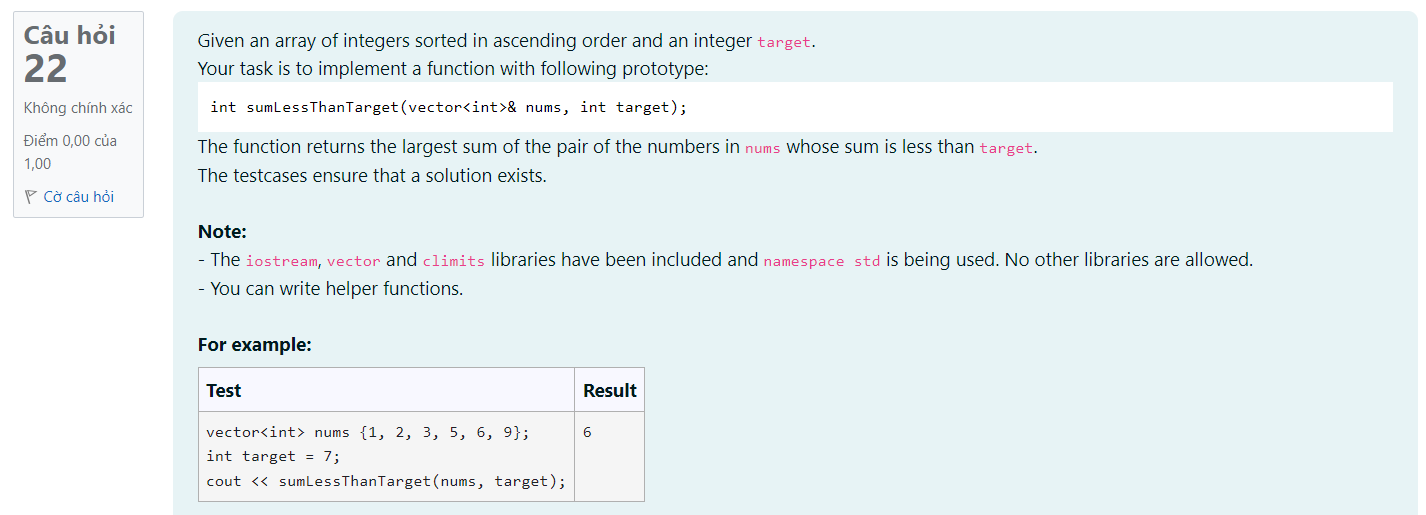 Câu hỏi
22
Không chính xác
Điểm 0,00 của
1,00
Cờ câu hỏi
Given an array of integers sorted in ascending order and an integer target.
Your task is to implement a function with following prototype:
int sumLessThanTarget(vector<int>& nums, int target);
The function returns the largest sum of the pair of the numbers in nums whose sum is less than target.
The testcases ensure that a solution exists.
Note:
- The iostream, vector and climits libraries have been included and namespace std is being used. No other libraries are allowed.
- You can write helper functions.
For example:
Test Result
vector<int> nums {1, 2, 3, 5, 6, 9}; 6
int target = 7;
cout << sumLessThanTarget(nums, target);